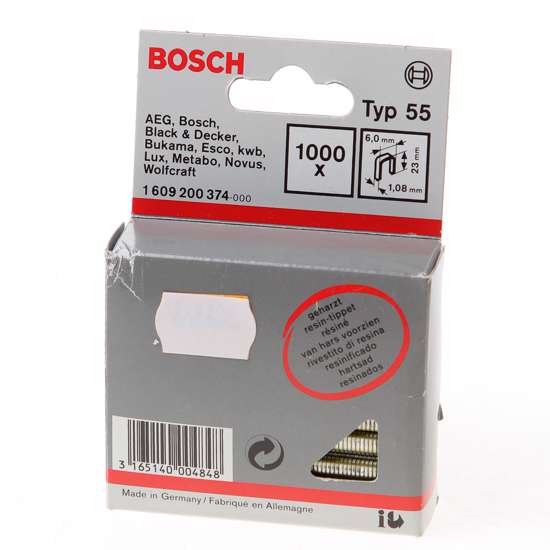 BOSCH
AEG, Bosch,
Black & Decker,
Bukama, Esco, kwb,
Lux, Metabo, Novus,
Wolfcraft
1 609 200 374-000
1000
x
Typ 55
6,0 mm
23 mm
1,08 mm
geharzt
resin-tippet
résiné
van hars voorzien
rivestito di resina
resinificado
hartsad
resinados
3 165140 004848
Made in Germany / Fabriqué en Allemagne